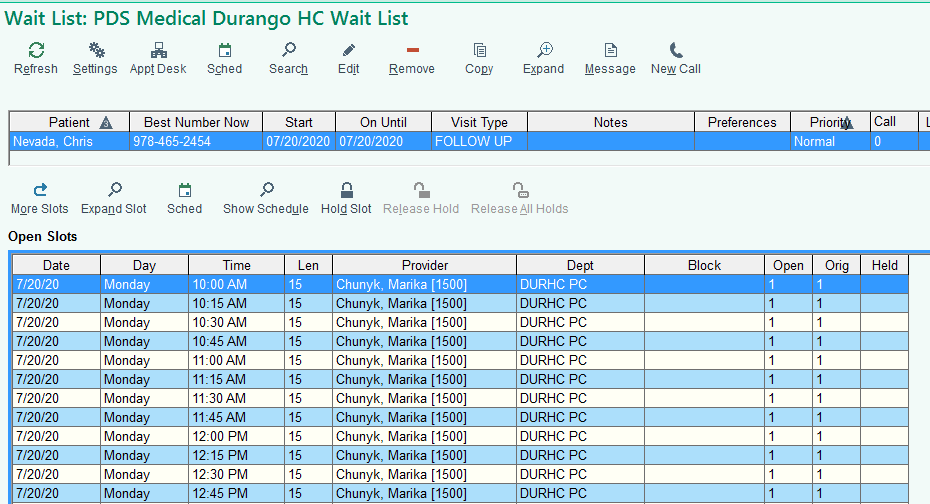 Wait List: PDS Medical Durango HC Wait List
Refresh Settings Appt Desk Sched Search Edit Remove Copy Expand Message New Call
Patient Best Number Now Start On Until Visit Type Notes Preferences Priority Call
Nevada, Chris 978-465-2454 07/20/2020 07/20/2020 FOLLOW UP Normal 0
More Slots Expand Slot Sched Show Schedule Hold Slot Release Hold Release All Holds
Open Slots
Date Day Time Len Provider Dept Block Open Orig Held
7/20/20 Monday 10:00 AM 15 Chunyk, Marika [1500] DURHC PC 1 1
7/20/20 Monday 10:15 AM 15 Chunyk, Marika [1500] DURHC PC 1 1
7/20/20 Monday 10:30 AM 15 Chunyk, Marika [1500] DURHC PC 1 1
7/20/20 Monday 10:45 AM 15 Chunyk, Marika [1500] DURHC PC 1 1
7/20/20 Monday 11:00 AM 15 Chunyk, Marika [1500] DURHC PC 1 1
7/20/20 Monday 11:15 AM 15 Chunyk, Marika [1500] DURHC PC 1 1
7/20/20 Monday 11:30 AM 15 Chunyk, Marika [1500] DURHC PC 1 1
7/20/20 Monday 11:45 AM 15 Chunyk, Marika [1500] DURHC PC 1 1
7/20/20 Monday 12:00 PM 15 Chunyk, Marika [1500] DURHC PC 1 1
7/20/20 Monday 12:15 PM 15 Chunyk, Marika [1500] DURHC PC 1 1
7/20/20 Monday 12:30 PM 15 Chunyk, Marika [1500] DURHC PC 1 1
7/20/20 Monday 12:45 PM 15 Chunyk, Marika [1500] DURHC PC 1 1